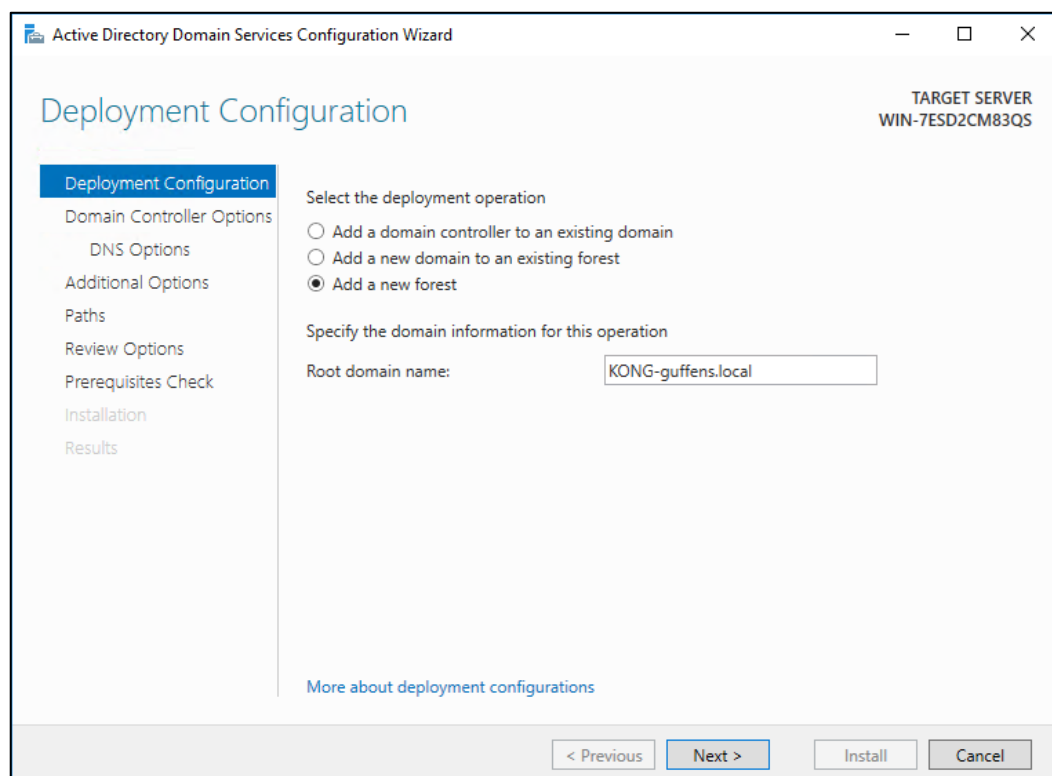 Active Directory Domain Services Configuration Wizard
Deployment Configuration
TARGET SERVER
WIN-7ESD2CM83QS
Deployment Configuration
Domain Controller Options
DNS Options
Additional Options
Paths
Review Options
Prerequisites Check
Installation
Results
Select the deployment operation
Add a domain controller to an existing domain
Add a new domain to an existing forest
Add a new forest
Specify the domain information for this operation
Root domain name: KONG-guffens.local
More about deployment configurations
< Previous Next > Install Cancel